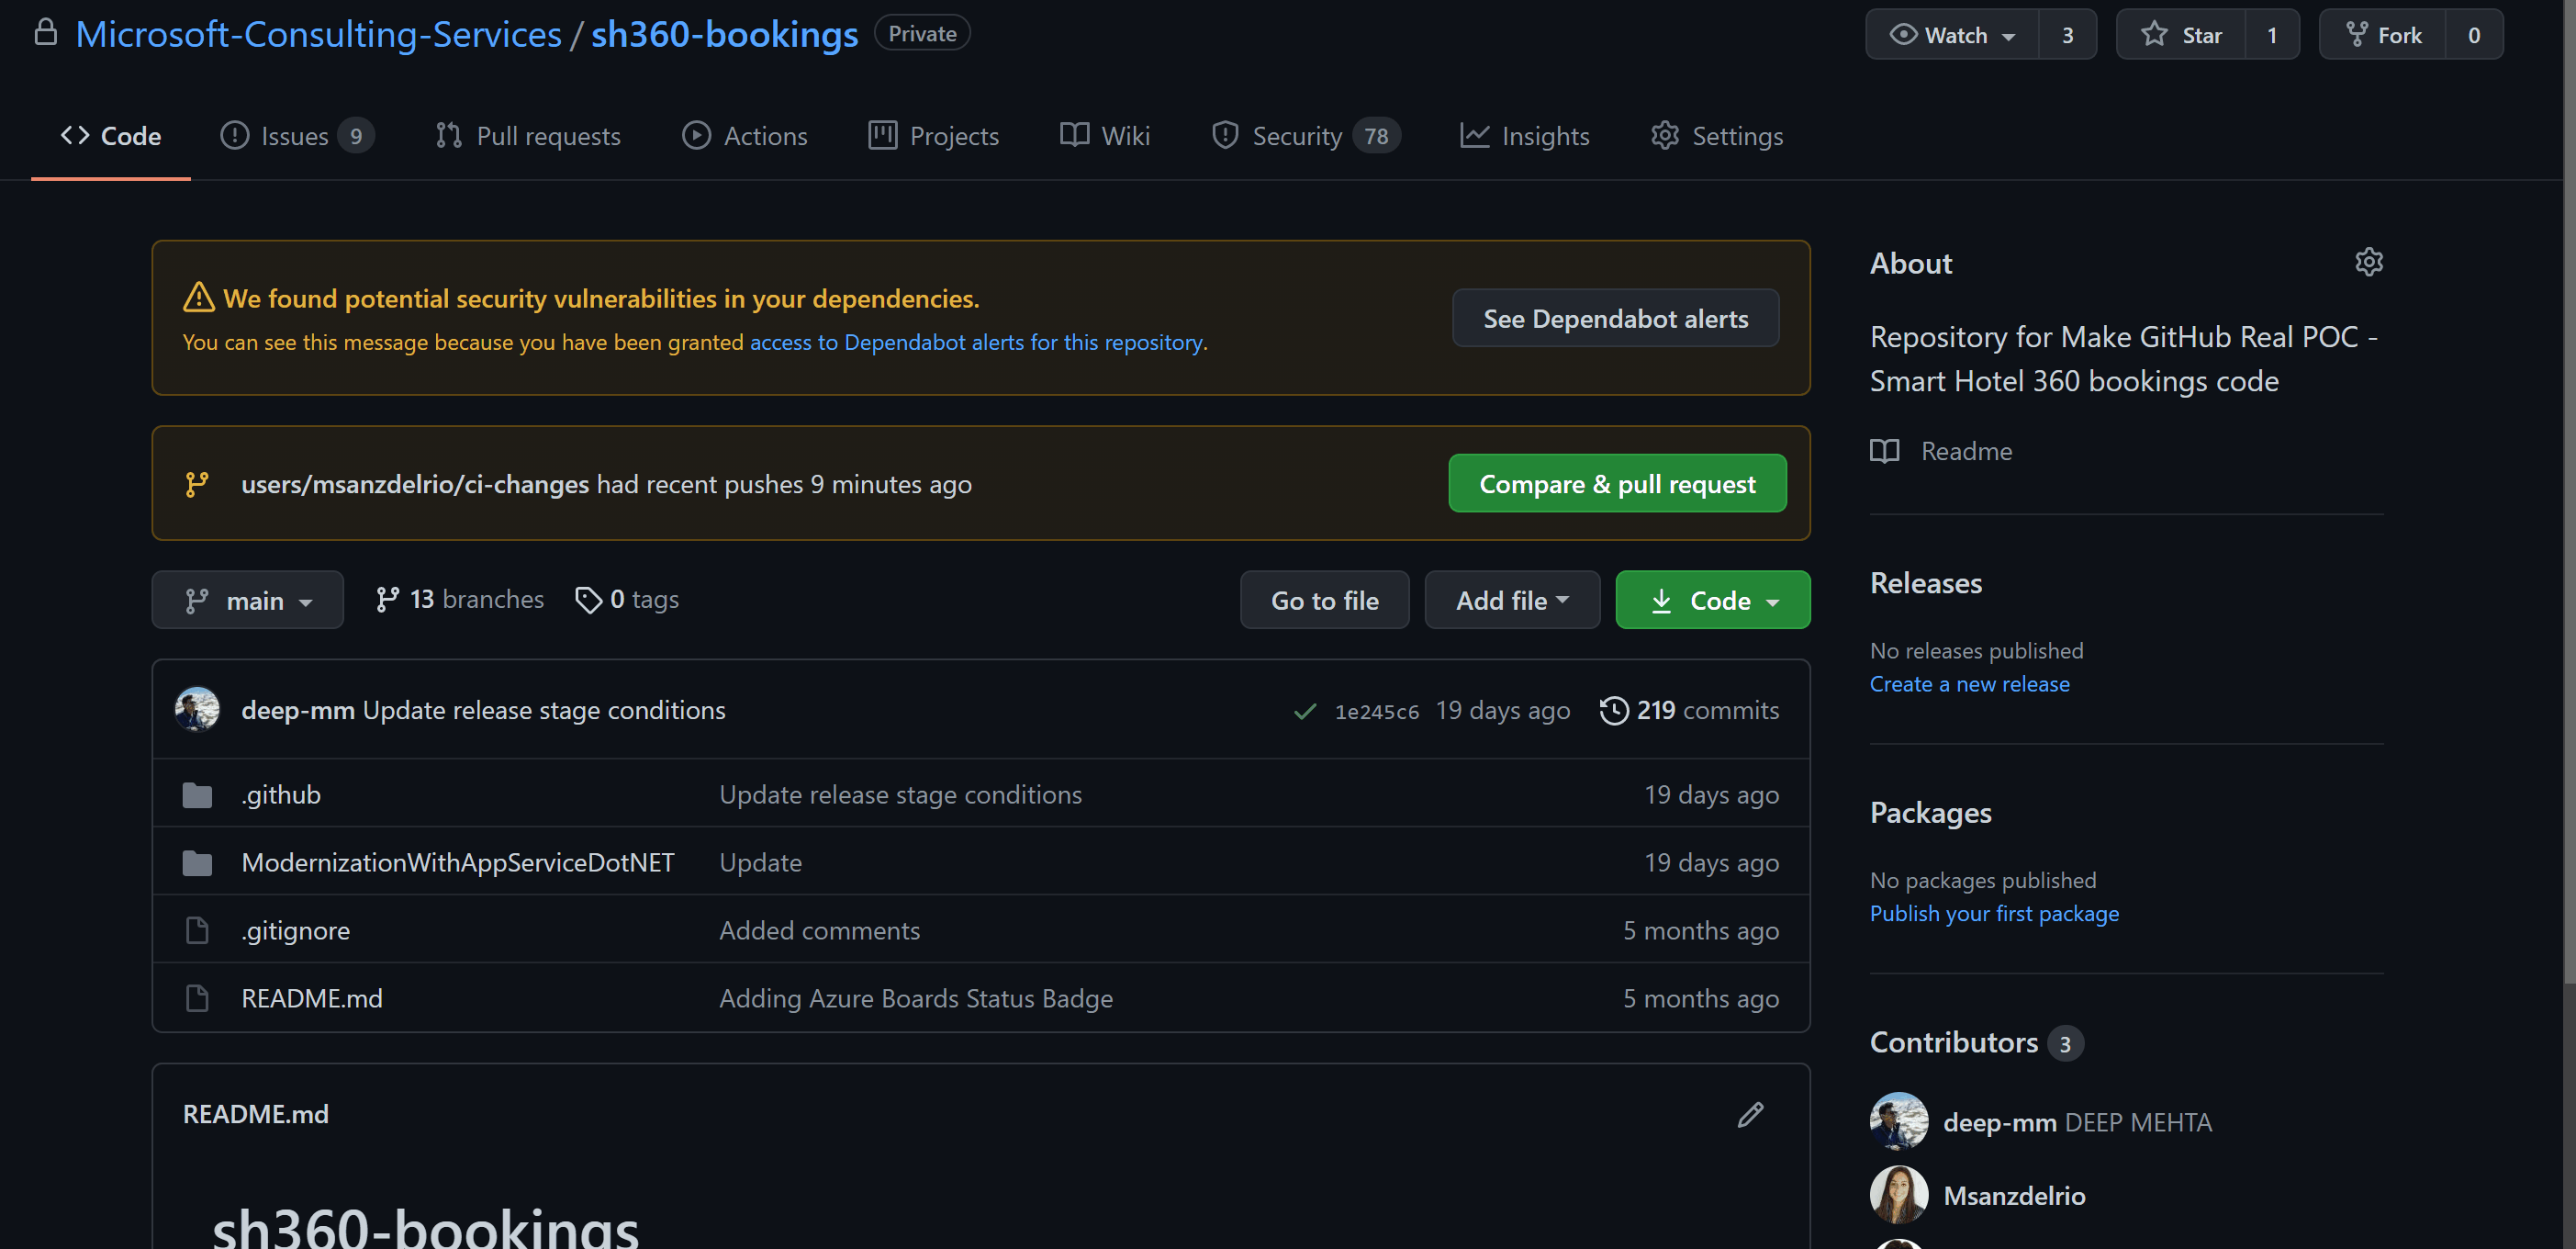 Microsoft-Consulting-Services / sh360-bookings Private
Watch 3
Star 1
Fork 0
Code
Issues 9
Pull requests
Actions
Projects
Wiki
Security 78
Insights
Settings
We found potential security vulnerabilities in your dependencies.
You can see this message because you have been granted access to Dependabot alerts for this repository.
See Dependabot alerts
users/msanzdelrio/ci-changes had recent pushes 9 minutes ago
Compare & pull request
main
13 branches
0 tags
Go to file
Add file
Code
deep-mm Update release stage conditions
1e245c6 19 days ago
219 commits
.github Update release stage conditions 19 days ago
ModernizationWithAppServiceDotNET Update 19 days ago
.gitignore Added comments 5 months ago
README.md Adding Azure Boards Status Badge 5 months ago
README.md
sh360-bookings
About
Repository for Make GitHub Real POC -
Smart Hotel 360 bookings code
Readme
Releases
No releases published
Create a new release
Packages
No packages published
Publish your first package
Contributors 3
deep-mm DEEP MEHTA
Msanzdelrio